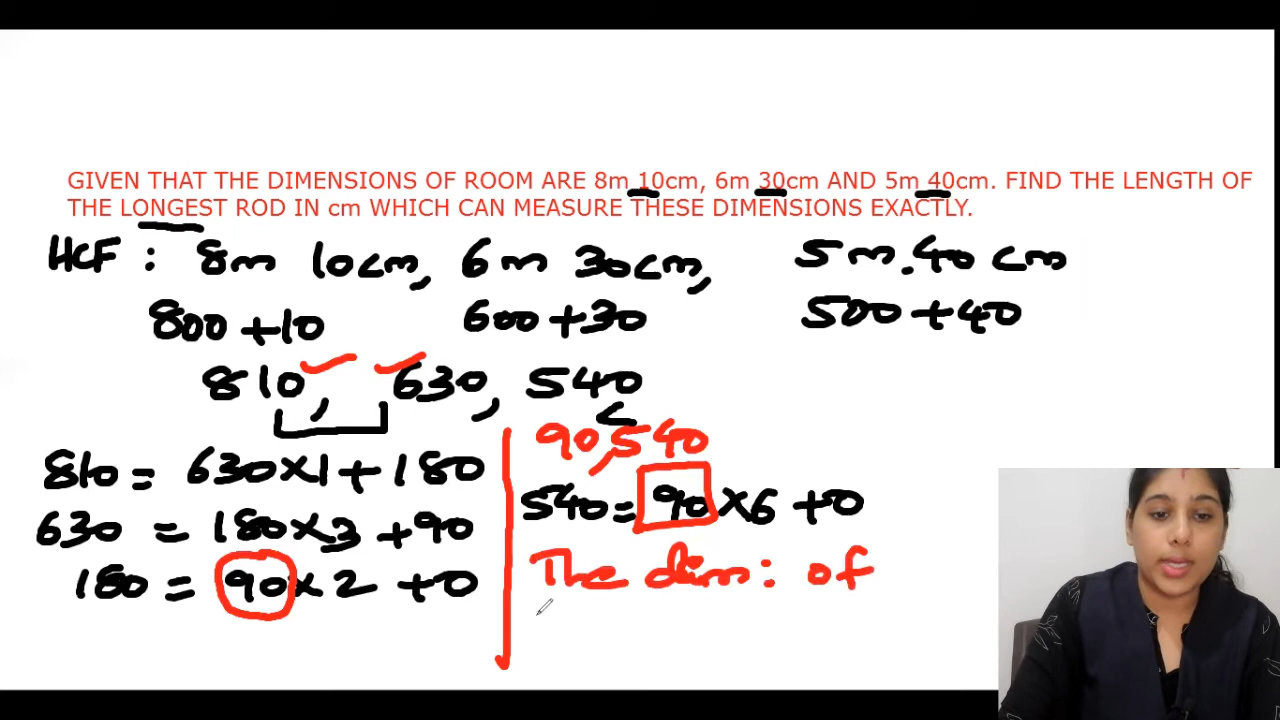 GIVEN THAT THE DIMENSIONS OF ROOM ARE 8m 10cm, 6m 30cm AND 5m 40cm. FIND THE LENGTH OF
THE LONGEST ROD IN cm WHICH CAN MEASURE THESE DIMENSIONS EXACTLY.
HCF : 8m 10cm, 6m 30cm, 5m.40cm
800+10 600+30 500+40
810, 630, 540
810 = 630×1+180
630 = 180×3+90
180 = 90×2+0
90,540
540= 90×6+0
The dim: of